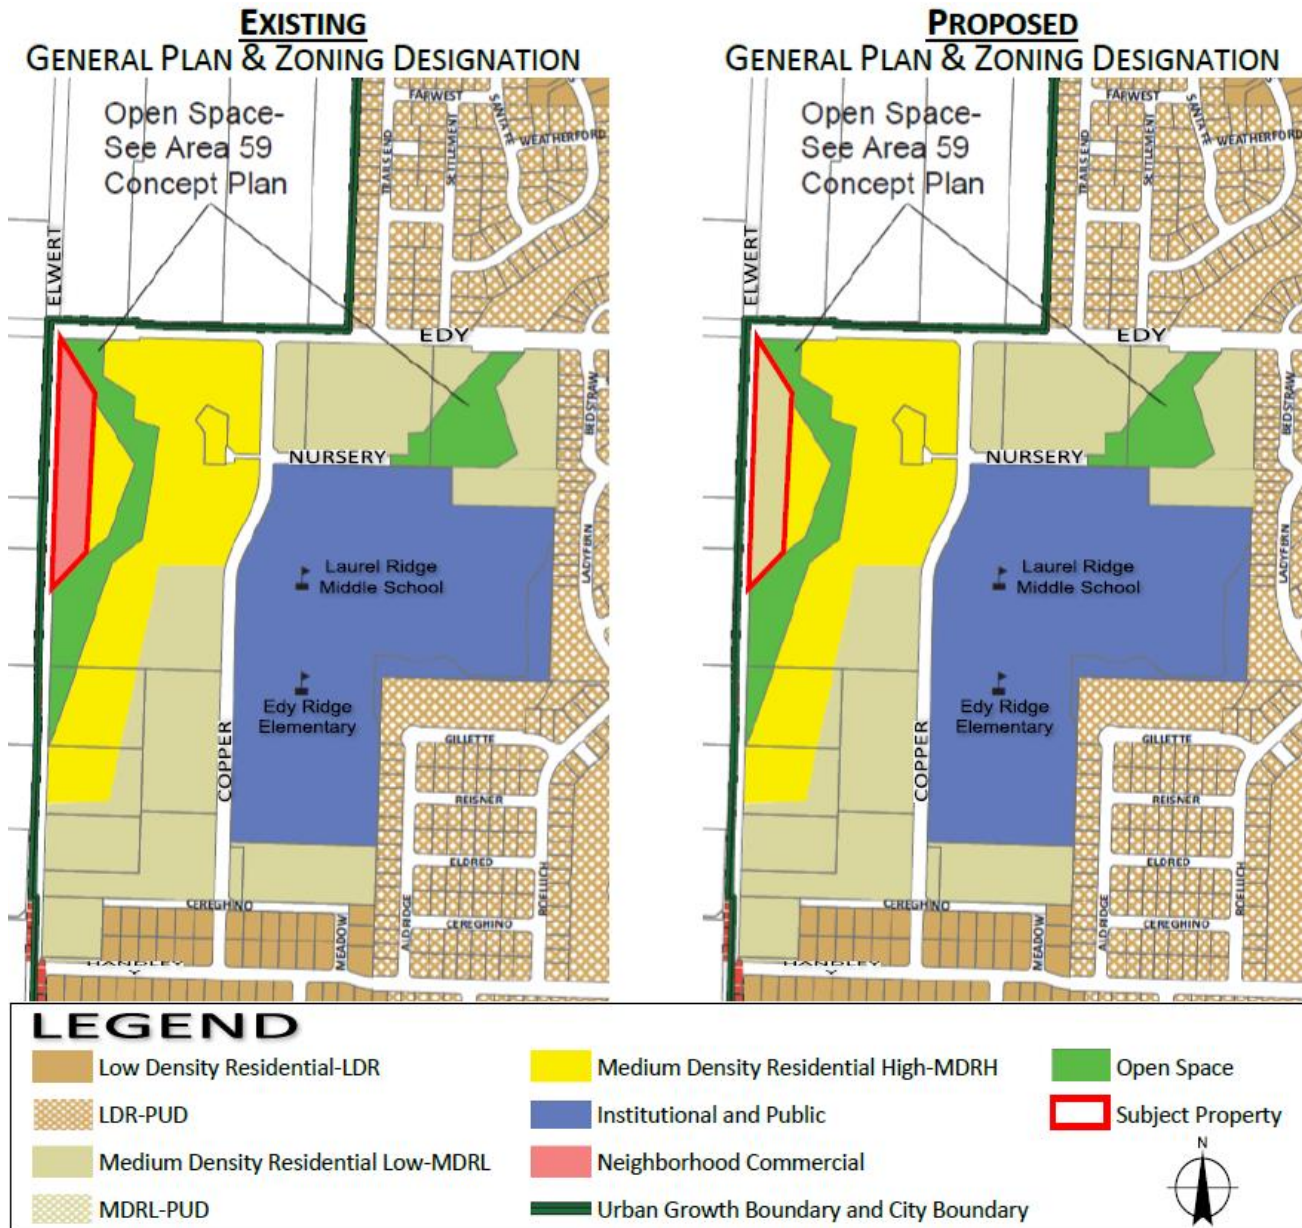 EXISTING
GENERAL PLAN & ZONING DESIGNATION
Open Space-
See Area 59
Concept Plan
FARWEST
SANTA FE
WEATHERFORD
TRAILS END
SETTLEMENT
ELWERT
EDY
BEDSTRAW
NURSERY
LADYFERN
Laurel Ridge
Middle School
Edy Ridge
Elementary
COPPER
GILLETTE
REISNER
ELDRED
ROELLICH
CEREGHINO
CEREGHINO
ALDRIDGE
MEADOW
HANDLEY
Y
PROPOSED
GENERAL PLAN & ZONING DESIGNATION
Open Space-
See Area 59
Concept Plan
FARWEST
SANTA FE
WEATHERFORD
TRAILS END
SETTLEMENT
ELWERT
EDY
BEDSTRAW
NURSERY
LADYFERN
Laurel Ridge
Middle School
Edy Ridge
Elementary
COPPER
GILLETTE
REISNER
ELDRED
ROELLICH
CEREGHINO
CEREGHINO
ALDRIDGE
MEADOW
HANDLEY
Y
LEGEND
Low Density Residential-LDR
LDR-PUD
Medium Density Residential Low-MDRL
MDRL-PUD
Medium Density Residential High-MDRH
Institutional and Public
Neighborhood Commercial
Urban Growth Boundary and City Boundary
Open Space
Subject Property
N